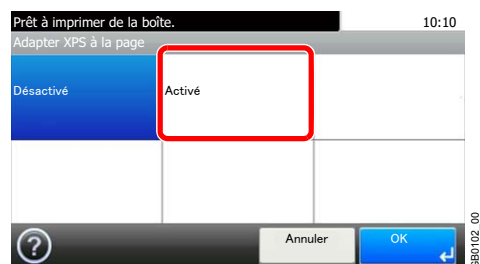 Prêt à imprimer de la boîte. 10:10
Adapter XPS à la page
Désactivé Activé
? Annuler OK
GB0102_00